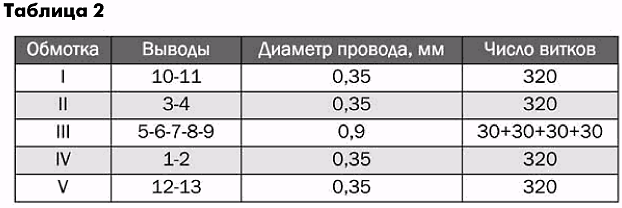 Таблица 2
Обмотка Выводы Диаметр провода, мм Число витков
I 10-11 0,35 320
II 3-4 0,35 320
III 5-6-7-8-9 0,9 30+30+30+30
IV 1-2 0,35 320
V 12-13 0,35 320